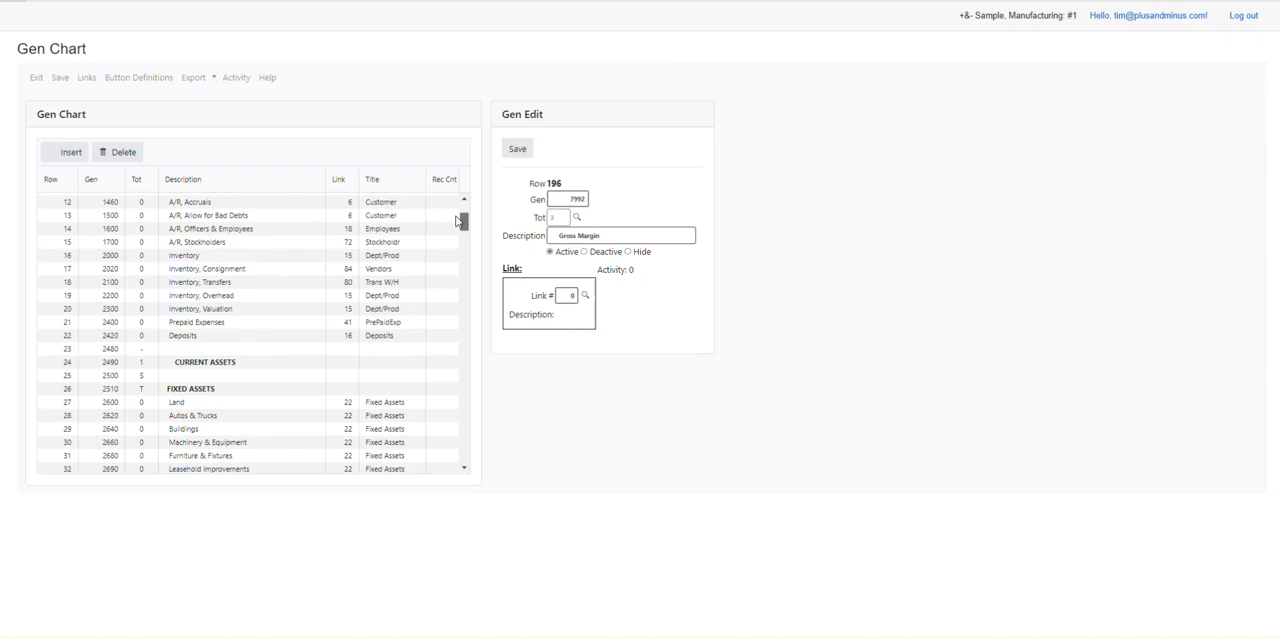 +&- Sample, Manufacturing: #1 Hello, tim@plusandminus.com! Log out
Gen Chart
Exit Save Links Button Definitions Export Activity Help
Gen Chart
Insert Delete
Row Gen Tot Description Link Title Rec Cnt
12 1460 0 A/R, Accruals 6 Customer
13 1500 0 A/R, Allow for Bad Debts 6 Customer
14 1600 0 A/R, Officers & Employees 18 Employees
15 1700 0 A/R, Stockholders 72 Stockholdr
16 2000 0 Inventory 15 Dept/Prod
17 2020 0 Inventory, Consignment 84 Vendors
18 2100 0 Inventory, Transfers 80 Trans W/H
19 2200 0 Inventory, Overhead 15 Dept/Prod
20 2300 0 Inventory, Valuation 15 Dept/Prod
21 2400 0 Prepaid Expenses 41 PrePaidExp
22 2420 0 Deposits 16 Deposits
23 2480 -
24 2490 1 CURRENT ASSETS
25 2500 S
26 2510 T FIXED ASSETS
27 2600 0 Land 22 Fixed Assets
28 2620 0 Autos & Trucks 22 Fixed Assets
29 2640 0 Buildings 22 Fixed Assets
30 2660 0 Machinery & Equipment 22 Fixed Assets
31 2680 0 Furniture & Fixtures 22 Fixed Assets
32 2690 0 Leasehold Improvements 22 Fixed Assets
Gen Edit
Save
Row 196
Gen 7992
Tot 3
Description Gross Margin
Active Deactive Hide
Link: Activity: 0
Link # 0
Description: